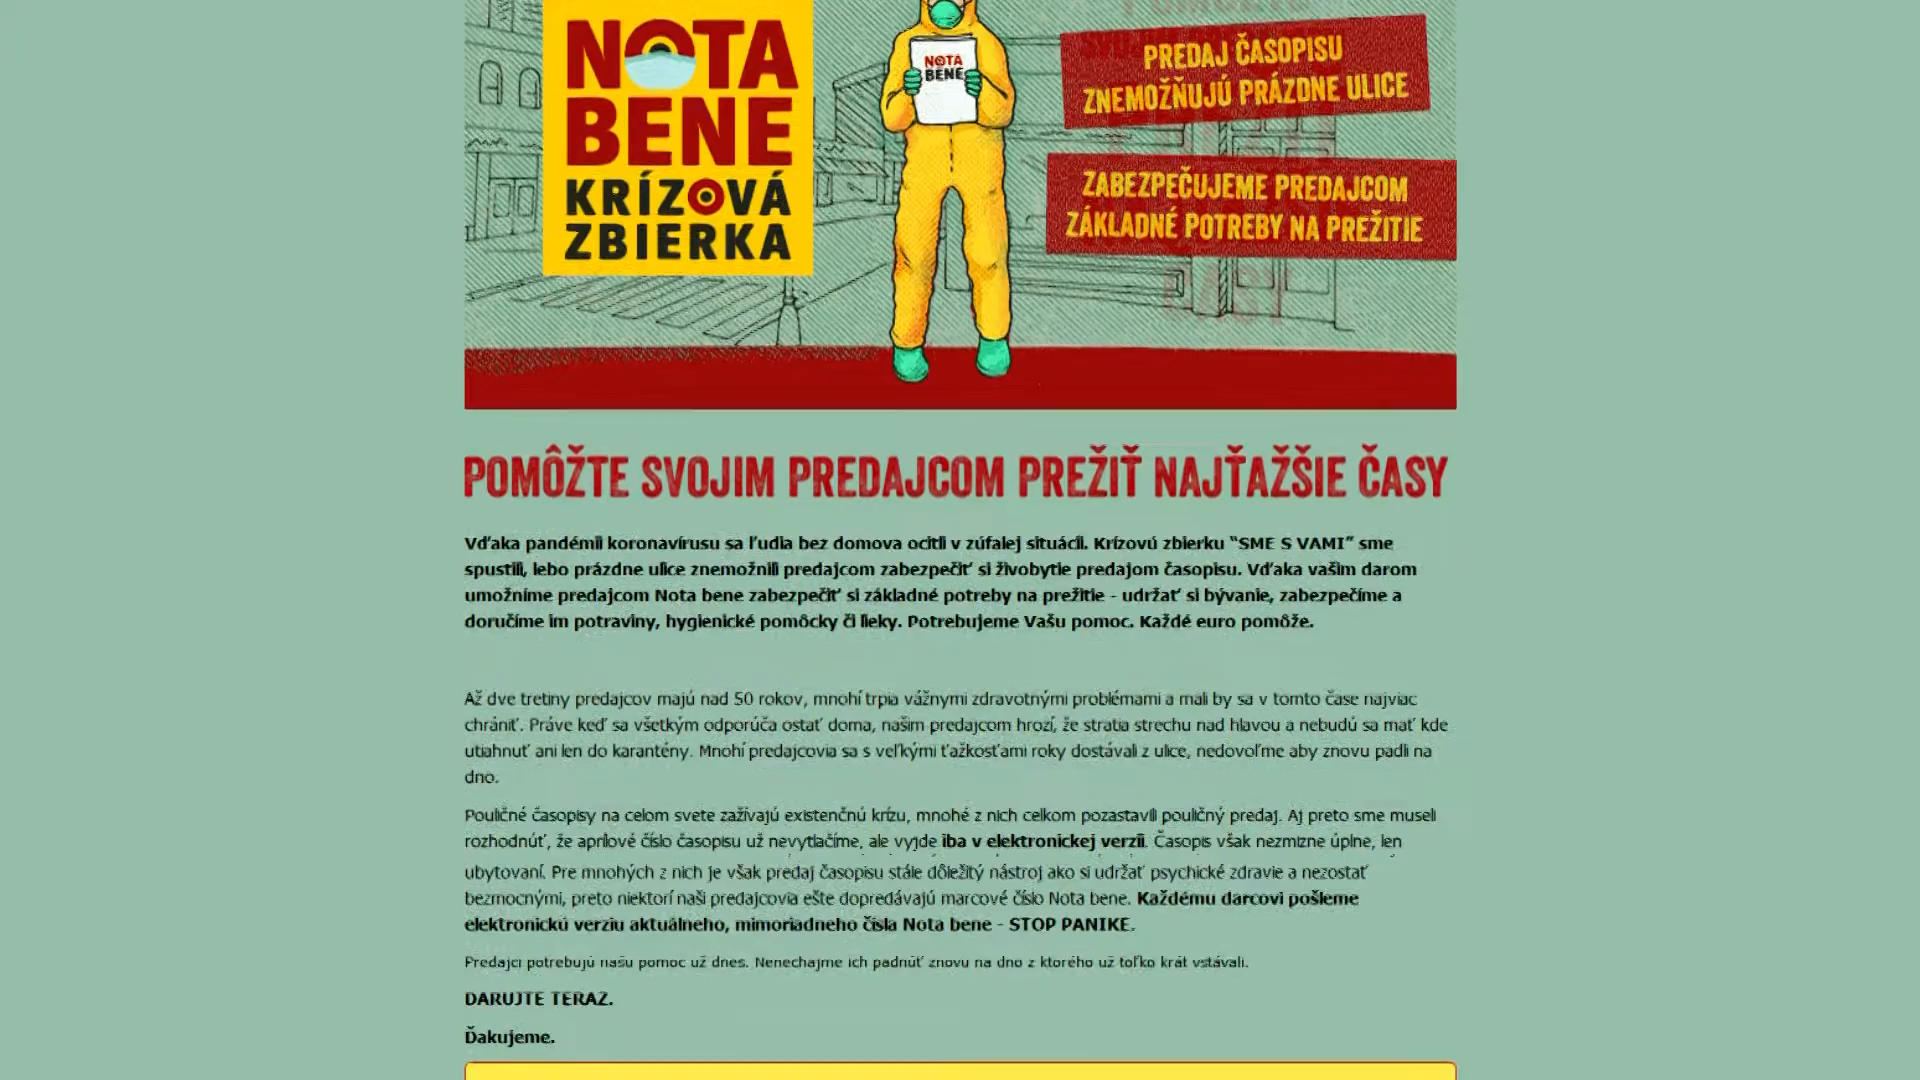 NOTA
BENE
KRÍZOVÁ
ZBIERKA
NOTA
BENE
PREDAJ ČASOPISU
ZNEMOŽŇUJÚ PRÁZDNE ULICE
ZABEZPEČUJEME PREDAJCOM
ZÁKLADNÉ POTREBY NA PREŽITIE
POMÔŽTE SVOJIM PREDAJCOM PREŽIŤ NAJŤAŽŠIE ČASY
Vďaka pandémii koronavírusu sa ľudia bez domova ocitli v zúfalej situácii. Krízovú zbierku “SME S VAMI” sme
spustili, lebo prázdne ulice znemožnili predajcom zabezpečiť si živobytie predajom časopisu. Vďaka vašim darom
umožníme predajcom Nota bene zabezpečiť si základné potreby na prežitie - udržať si bývanie, zabezpečíme a
doručíme im potraviny, hygienické pomôcky či lieky. Potrebujeme Vašu pomoc. Každé euro pomôže.
Až dve tretiny predajcov majú nad 50 rokov, mnohí trpia vážnymi zdravotnými problémami a mali by sa v tomto čase najviac
chrániť. Práve keď sa všetkým odporúča ostať doma, našim predajcom hrozí, že stratia strechu nad hlavou a nebudú sa mať kde
utiahnuť ani len do karantény. Mnohí predajcovia sa s veľkými ťažkosťami roky dostávali z ulice, nedovoľme aby znovu padli na
dno.
Pouličné časopisy na celom svete zažívajú existenčnú krízu, mnohé z nich celkom pozastavili pouličný predaj. Aj preto sme museli
rozhodnúť, že aprílové číslo časopisu už nevytlačíme, ale vyjde iba v elektronickej verzii. Časopis však nezmizne úplne, len
ubytovaní. Pre mnohých z nich je však predaj časopisu stále dôležitý nástroj ako si udržať psychické zdravie a nezostať
bezmocnými, preto niektorí naši predajcovia ešte dopredávajú marcové číslo Nota bene. Každému darcovi pošleme
elektronickú verziu aktuálneho, mimoriadneho čísla Nota bene - STOP PANIKE.
Predajci potrebujú našu pomoc už dnes. Nenechajme ich padnúť znovu na dno z ktorého už toľko krát vstávali.
DARUJTE TERAZ.
Ďakujeme.